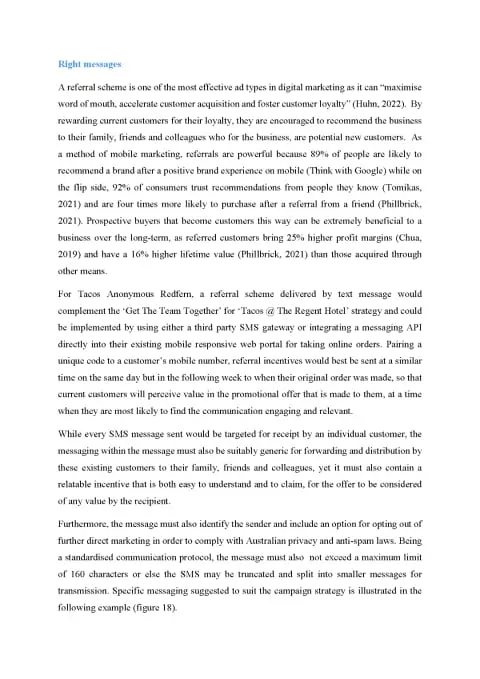 Right messages
A referral scheme is one of the most effective ad types in digital marketing as it can “maximise
word of mouth, accelerate customer acquisition and foster customer loyalty” (Huhn, 2022).  By
rewarding current customers for their loyalty, they are encouraged to recommend the business
to their family, friends and colleagues who for the business, are potential new customers.  As
a method of mobile marketing, referrals are powerful because 89% of people are likely to
recommend a brand after a positive brand experience on mobile (Think with Google) while on
the flip side, 92% of consumers trust recommendations from people they know (Tomikas,
2021) and are four times more likely to purchase after a referral from a friend (Phillbrick,
2021). Prospective buyers that become customers this way can be extremely beneficial to a
business over the long-term, as referred customers bring 25% higher profit margins (Chua,
2019) and have a 16% higher lifetime value (Phillbrick, 2021) than those acquired through
other means.
For Tacos Anonymous Redfern, a referral scheme delivered by text message would
complement the ‘Get The Team Together’ for ‘Tacos @ The Regent Hotel’ strategy and could
be implemented by using either a third party SMS gateway or integrating a messaging API
directly into their existing mobile responsive web portal for taking online orders. Pairing a
unique code to a customer’s mobile number, referral incentives would best be sent at a similar
time on the same day but in the following week to when their original order was made, so that
current customers will perceive value in the promotional offer that is made to them, at a time
when they are most likely to find the communication engaging and relevant.
While every SMS message sent would be targeted for receipt by an individual customer, the
messaging within the message must also be suitably generic for forwarding and distribution by
these existing customers to their family, friends and colleagues, yet it must also contain a
relatable incentive that is both easy to understand and to claim, for the offer to be considered
of any value by the recipient.
Furthermore, the message must also identify the sender and include an option for opting out of
further direct marketing in order to comply with Australian privacy and anti-spam laws. Being
a standardised communication protocol, the message must also  not exceed a maximum limit
of 160 characters or else the SMS may be truncated and split into smaller messages for
transmission. Specific messaging suggested to suit the campaign strategy is illustrated in the
following example (figure 18).